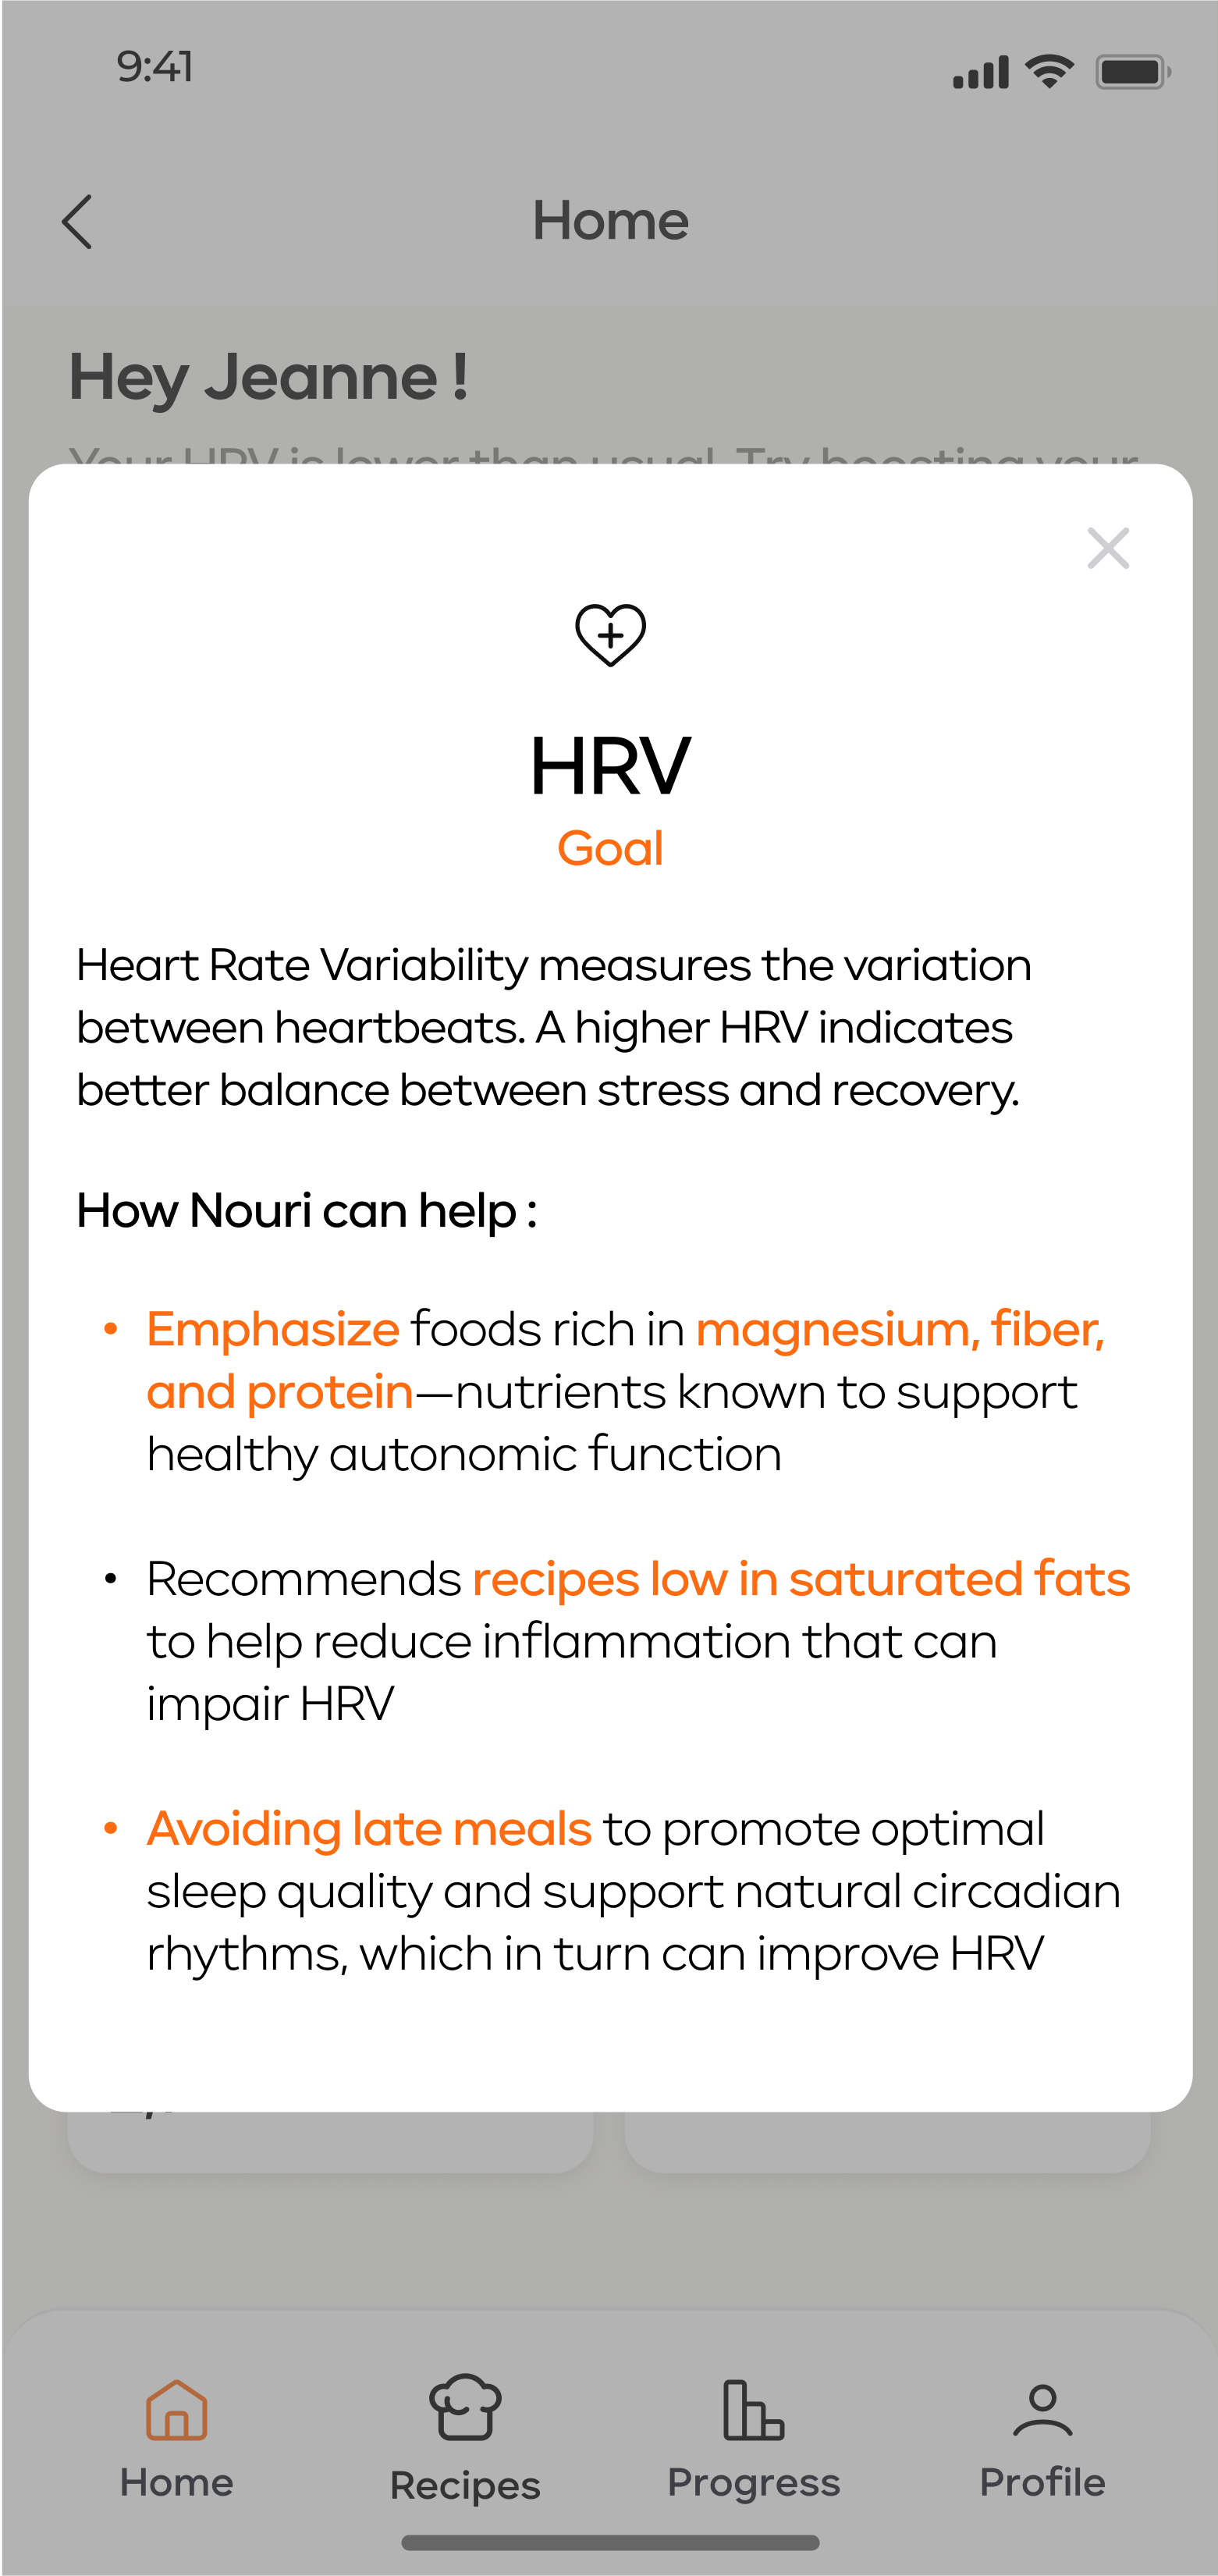 9:41
Home
Hey Jeanne !
Your HRV is lower than usual. Try boosting your
HRV
Goal
Heart Rate Variability measures the variation
between heartbeats. A higher HRV indicates
better balance between stress and recovery.
How Nouri can help :
• Emphasize foods rich in magnesium, fiber,
and protein—nutrients known to support
healthy autonomic function
• Recommends recipes low in saturated fats
to help reduce inflammation that can
impair HRV
• Avoiding late meals to promote optimal
sleep quality and support natural circadian
rhythms, which in turn can improve HRV
Home
Recipes
Progress
Profile